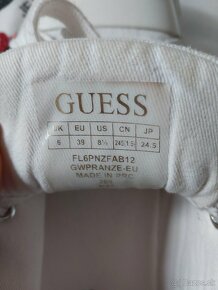 GUESS
UK EU US CN JP
6 39 8½ 245(1.5) 24.5
FL6PNZFAB12
GWPRANZE-EU
MADE IN PRC